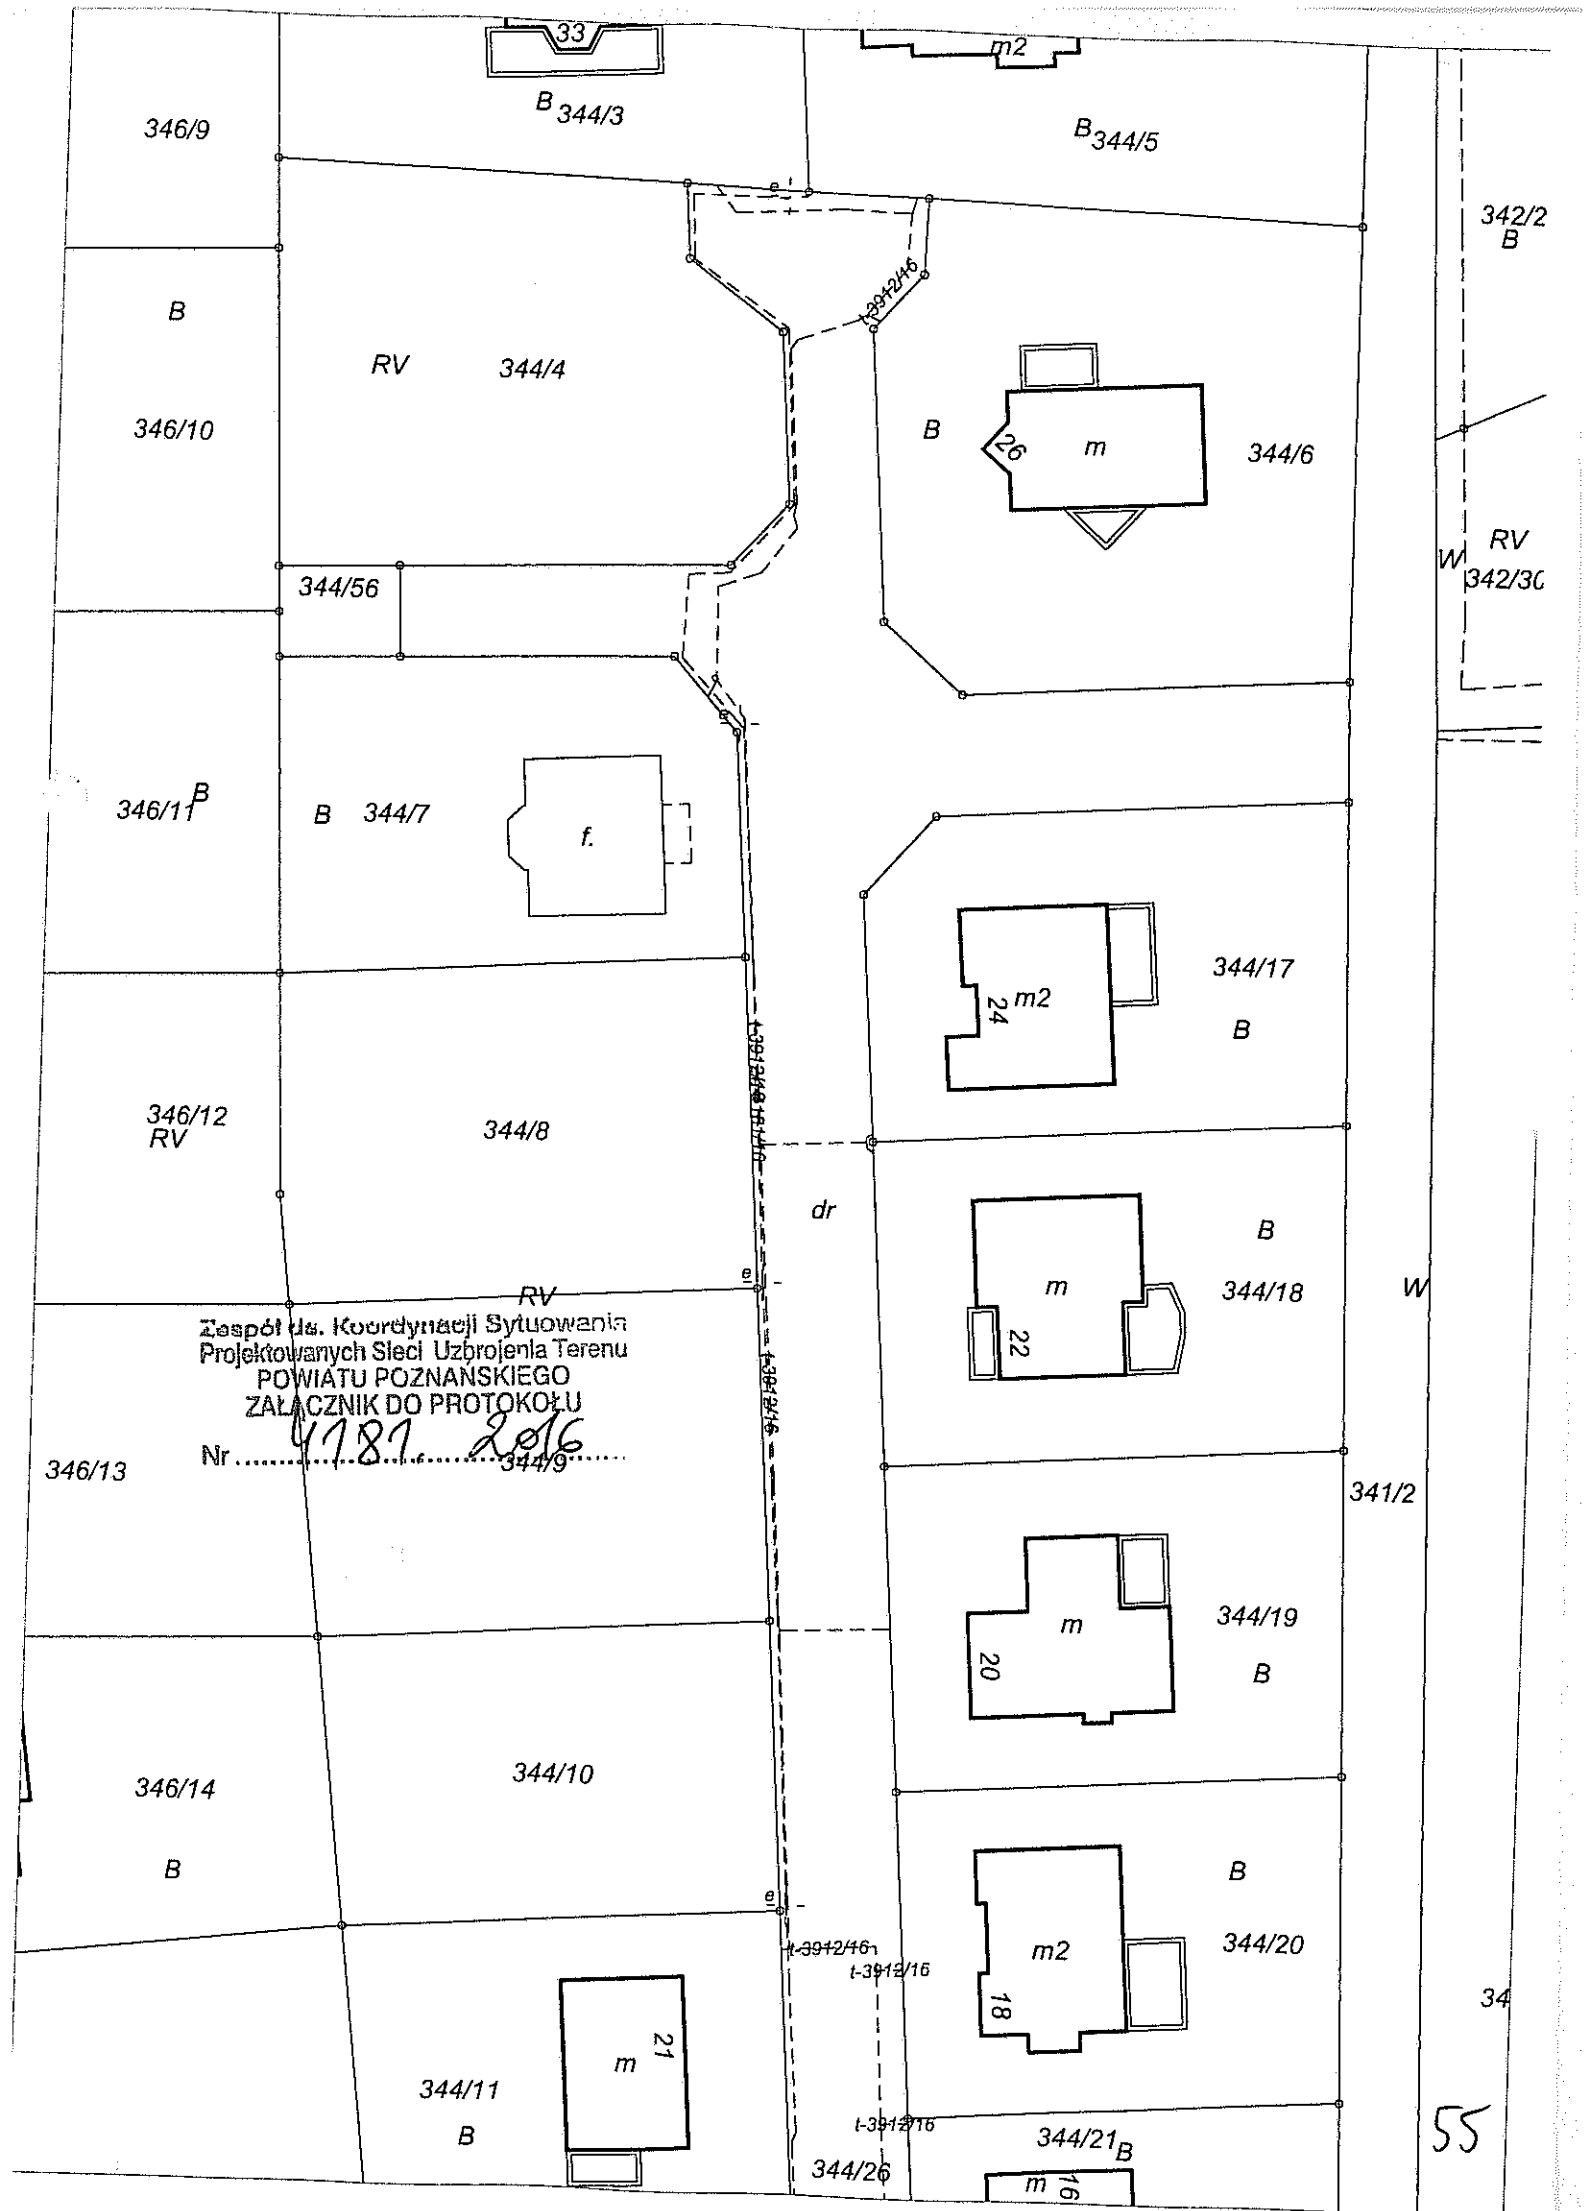 33
m2
B 344/3
346/9
B 344/5
e
342/2
B
t-3912/16
B
RV 344/4
346/10
B
26
m
344/6
RV
W
342/30
344/56
e
346/11 B
B 344/7
f.
344/17
24 m2
B
346/12
RV
344/8
dr
B
344/18
m
22
W
e
RV
Zespół ds. Koordynacji Sytuowania
Projektowanych Sieci Uzbrojenia Terenu
POWIATU POZNAŃSKIEGO
ZAŁĄCZNIK DO PROTOKOŁU
Nr 4181. 2016
344/9
t-3912/16
346/13
341/2
344/19
m
20
B
344/10
346/14
B
B
e
344/20
m2
18
t-3912/16
t-3912/16
34
21
m
344/11
B
t-3912/16
344/21 B
55
344/26
m 16